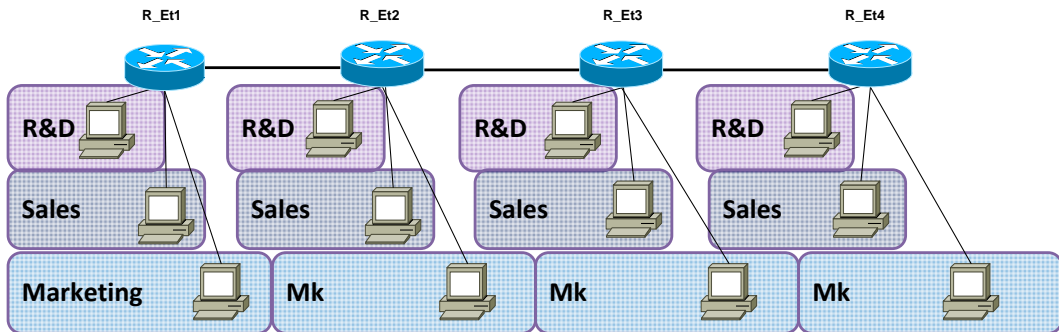 R_Et1 R_Et2 R_Et3 R_Et4
R&D R&D R&D R&D
Sales Sales Sales Sales
Marketing Mk Mk Mk